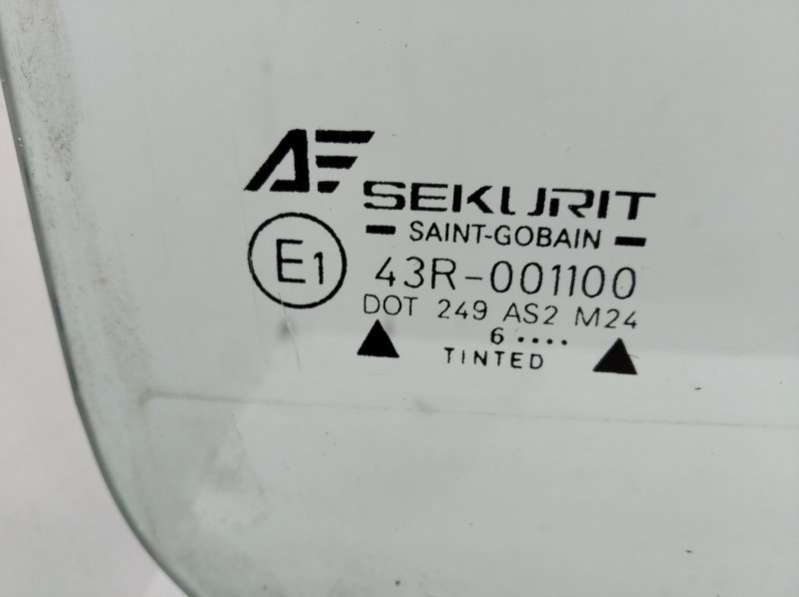 AF
SEKURIT
SAINT-GOBAIN
E1 43R-001100
DOT 249 AS2 M24
6 ....
TINTED